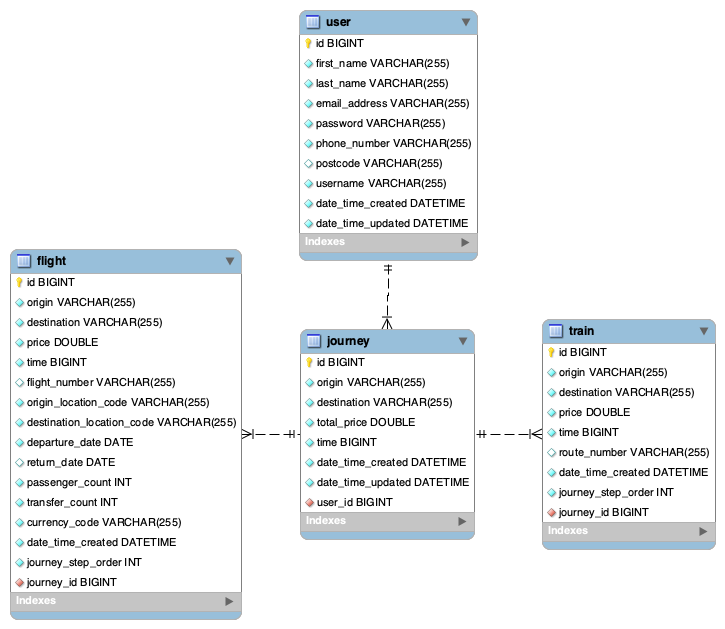 user
id BIGINT
first_name VARCHAR(255)
last_name VARCHAR(255)
email_address VARCHAR(255)
password VARCHAR(255)
phone_number VARCHAR(255)
postcode VARCHAR(255)
username VARCHAR(255)
date_time_created DATETIME
date_time_updated DATETIME
Indexes
flight
id BIGINT
origin VARCHAR(255)
destination VARCHAR(255)
price DOUBLE
time BIGINT
flight_number VARCHAR(255)
origin_location_code VARCHAR(255)
destination_location_code VARCHAR(255)
departure_date DATE
return_date DATE
passenger_count INT
transfer_count INT
currency_code VARCHAR(255)
date_time_created DATETIME
journey_step_order INT
journey_id BIGINT
Indexes
journey
id BIGINT
origin VARCHAR(255)
destination VARCHAR(255)
total_price DOUBLE
time BIGINT
date_time_created DATETIME
date_time_updated DATETIME
user_id BIGINT
Indexes
train
id BIGINT
origin VARCHAR(255)
destination VARCHAR(255)
price DOUBLE
time BIGINT
route_number VARCHAR(255)
date_time_created DATETIME
journey_step_order INT
journey_id BIGINT
Indexes